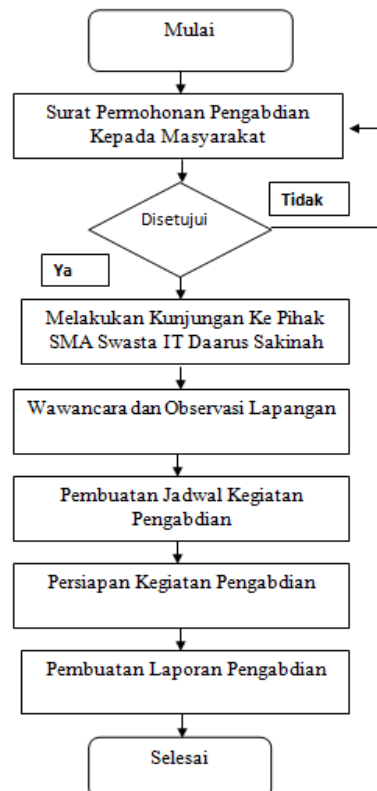 Mulai
Surat Permohonan Pengabdian
Kepada Masyarakat
Disetujui
Tidak
Ya
Melakukan Kunjungan Ke Pihak
SMA Swasta IT Daarus Sakinah
Wawancara dan Observasi Lapangan
Pembuatan Jadwal Kegiatan
Pengabdian
Persiapan Kegiatan Pengabdian
Pembuatan Laporan Pengabdian
Selesai